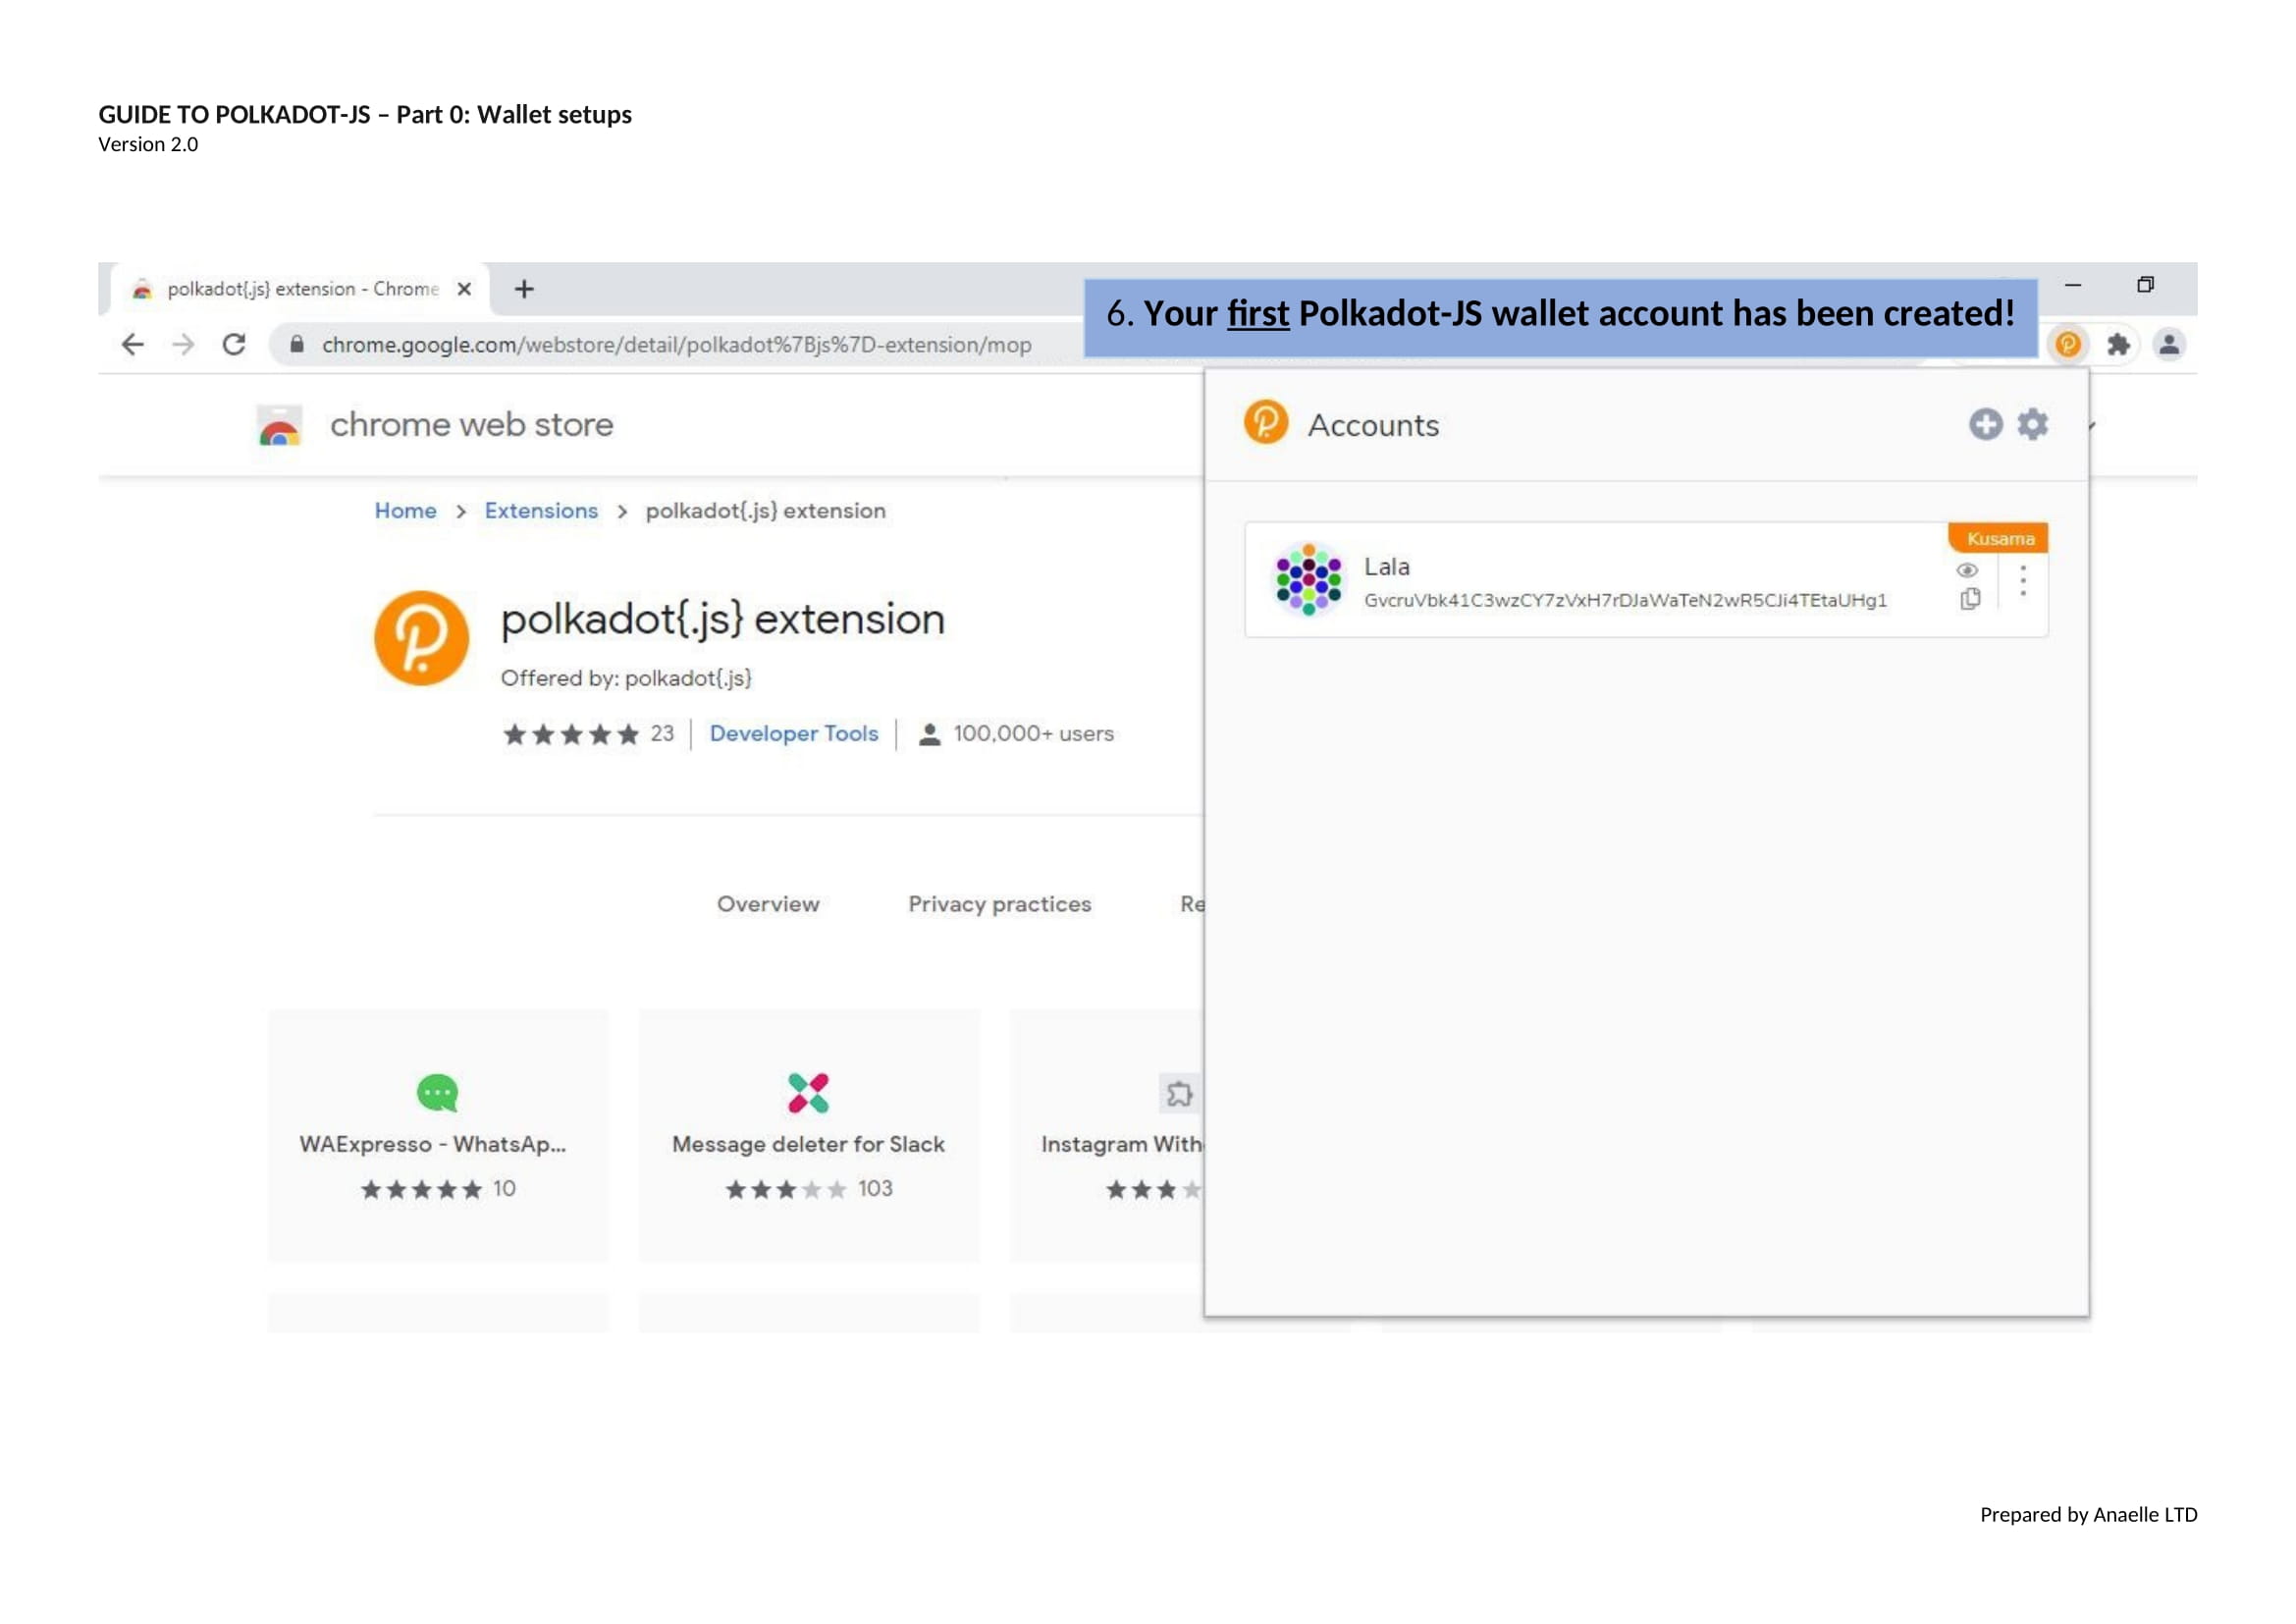 GUIDE TO POLKADOT-JS – Part 0: Wallet setups
Version 2.0
polkadot{.js} extension - Chrome
6. Your first Polkadot-JS wallet account has been created!
chrome.google.com/webstore/detail/polkadot%7Bjs%7D-extension/mop
chrome web store
Accounts
Home > Extensions > polkadot{.js} extension
Kusama
Lala
GvcruVbk41C3wzCY7zVxH7rDJaWaTeN2wR5CJi4TEtaUHg1
polkadot{.js} extension
Offered by: polkadot{.js}
23 | Developer Tools | 100,000+ users
Overview Privacy practices Re
WAExpresso - WhatsAp... Message deleter for Slack Instagram With
10 103
Prepared by Anaelle LTD